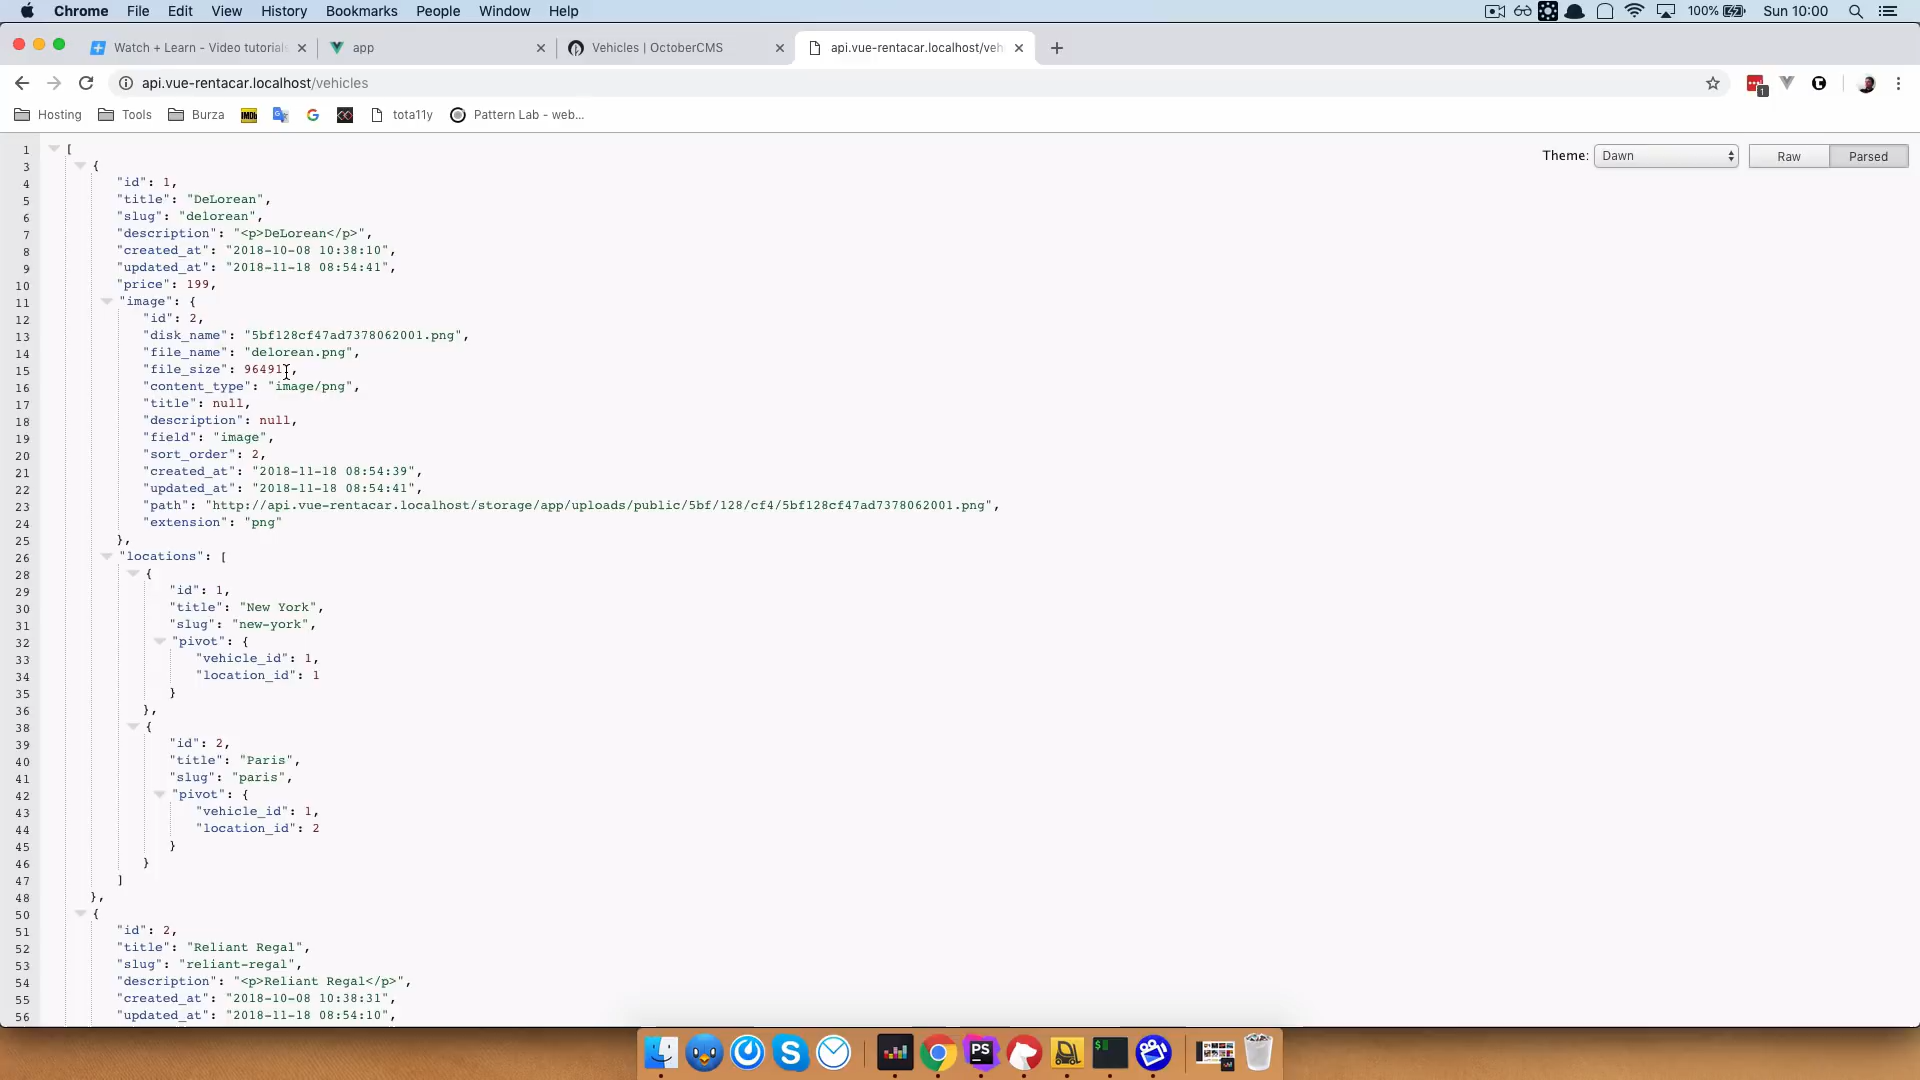 Chrome File Edit View History Bookmarks People Window Help 100% Sun 10:00
Watch + Learn - Video tutorials app Vehicles | OctoberCMS api.vue-rentacar.localhost/veh
api.vue-rentacar.localhost/vehicles 1
Hosting Tools Burza IMDb G tota11y Pattern Lab - web...
Theme: Dawn Raw Parsed
1 [
3 {
4 "id": 1,
5 "title": "DeLorean",
6 "slug": "delorean",
7 "description": "<p>DeLorean</p>",
8 "created_at": "2018-10-08 10:38:10",
9 "updated_at": "2018-11-18 08:54:41",
10 "price": 199,
11 "image": {
12 "id": 2,
13 "disk_name": "5bf128cf47ad7378062001.png",
14 "file_name": "delorean.png",
15 "file_size": 96491,
16 "content_type": "image/png",
17 "title": null,
18 "description": null,
19 "field": "image",
20 "sort_order": 2,
21 "created_at": "2018-11-18 08:54:39",
22 "updated_at": "2018-11-18 08:54:41",
23 "path": "http://api.vue-rentacar.localhost/storage/app/uploads/public/5bf/128/cf4/5bf128cf47ad7378062001.png",
24 "extension": "png"
25 },
26 "locations": [
28 {
29 "id": 1,
30 "title": "New York",
31 "slug": "new-york",
32 "pivot": {
33 "vehicle_id": 1,
34 "location_id": 1
35 }
36 },
38 {
39 "id": 2,
40 "title": "Paris",
41 "slug": "paris",
42 "pivot": {
43 "vehicle_id": 1,
44 "location_id": 2
45 }
46 }
47 ]
48 },
50 {
51 "id": 2,
52 "title": "Reliant Regal",
53 "slug": "reliant-regal",
54 "description": "<p>Reliant Regal</p>",
55 "created_at": "2018-10-08 10:38:31",
56 "updated_at": "2018-11-18 08:54:10",
PS $